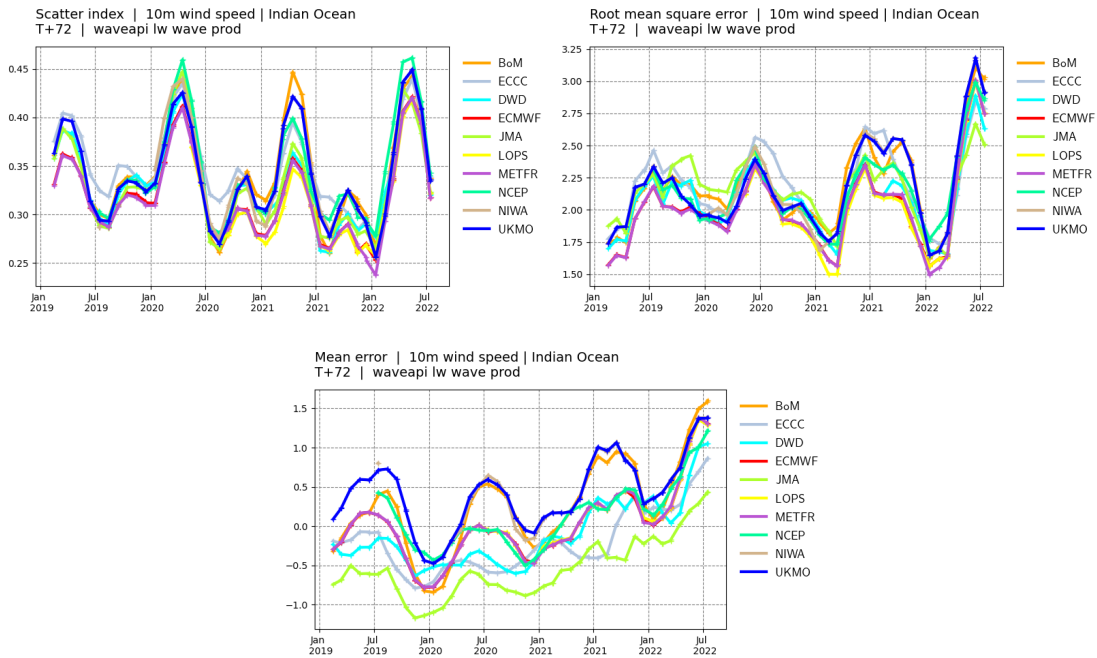 Scatter index | 10m wind speed | Indian Ocean
T+72 | waveapi lw wave prod
0.45
0.40
0.35
0.30
0.25
Jan 2019
Jul
Jan 2020
Jul
Jan 2021
Jul
Jan 2022
Jul 2022
BoM
ECCC
DWD
ECMWF
JMA
LOPS
METFR
NCEP
NIWA
UKMO
Root mean square error | 10m wind speed | Indian Ocean
T+72 | waveapi lw wave prod
3.25
3.00
2.75
2.50
2.25
2.00
1.75
1.50
Jan 2019
Jul 2019
Jan 2020
Jul 2020
Jan 2021
Jul 2021
Jan 2022
Jul 2022
BoM
ECCC
DWD
ECMWF
JMA
LOPS
METFR
NCEP
NIWA
UKMO
Mean error | 10m wind speed | Indian Ocean
T+72 | waveapi lw wave prod
1.5
1.0
0.5
0.0
−0.5
−1.0
Jan 2019
Jul 2019
Jan 2020
Jul 2020
Jan 2021
Jul 2021
Jan 2022
Jul 2022
BoM
ECCC
DWD
ECMWF
JMA
LOPS
METFR
NCEP
NIWA
UKMO